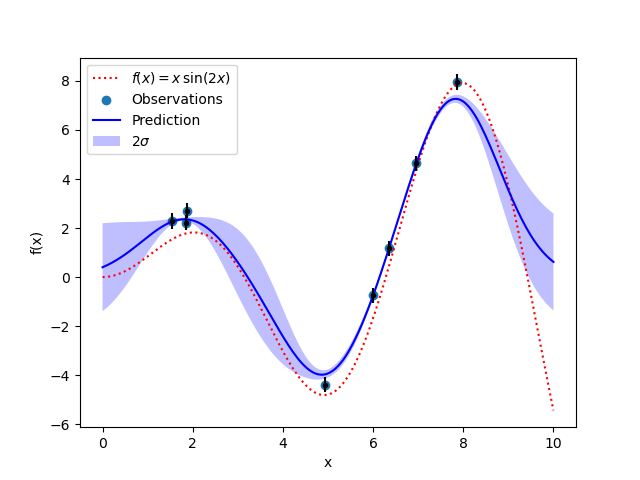 f(x) = x sin(2x)
Observations
Prediction
2σ
8
6
4
2
0
−2
−4
−6
f(x)
0 2 4 6 8 10
x